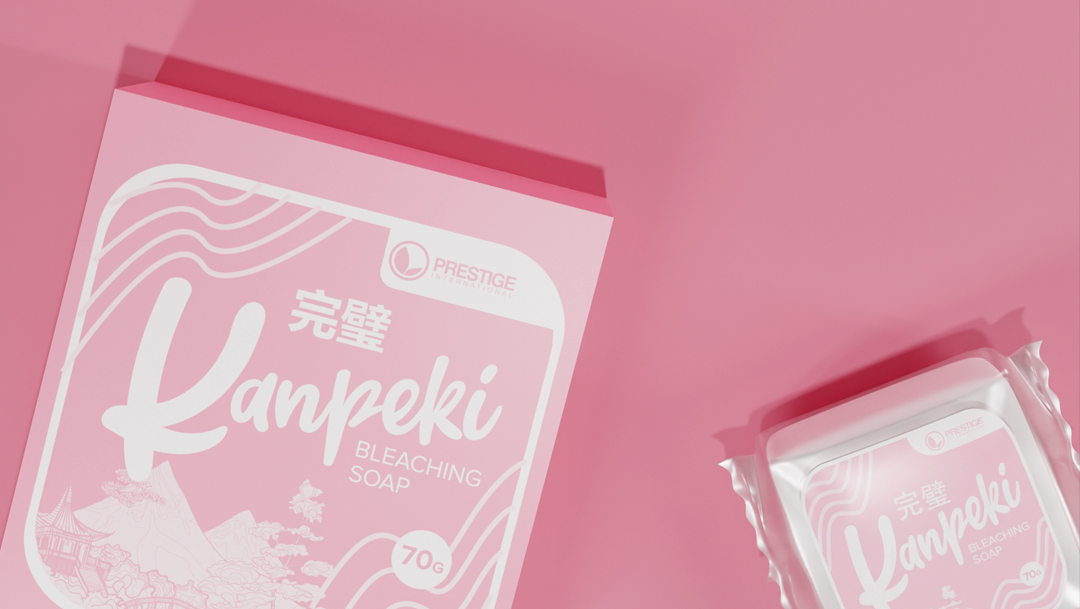 PRESTIGE
INTERNATIONAL
完璧
Kanpeki
BLEACHING
SOAP
70G
PRESTIGE
完璧
Kanpeki
BLEACHING
SOAP
70G
&